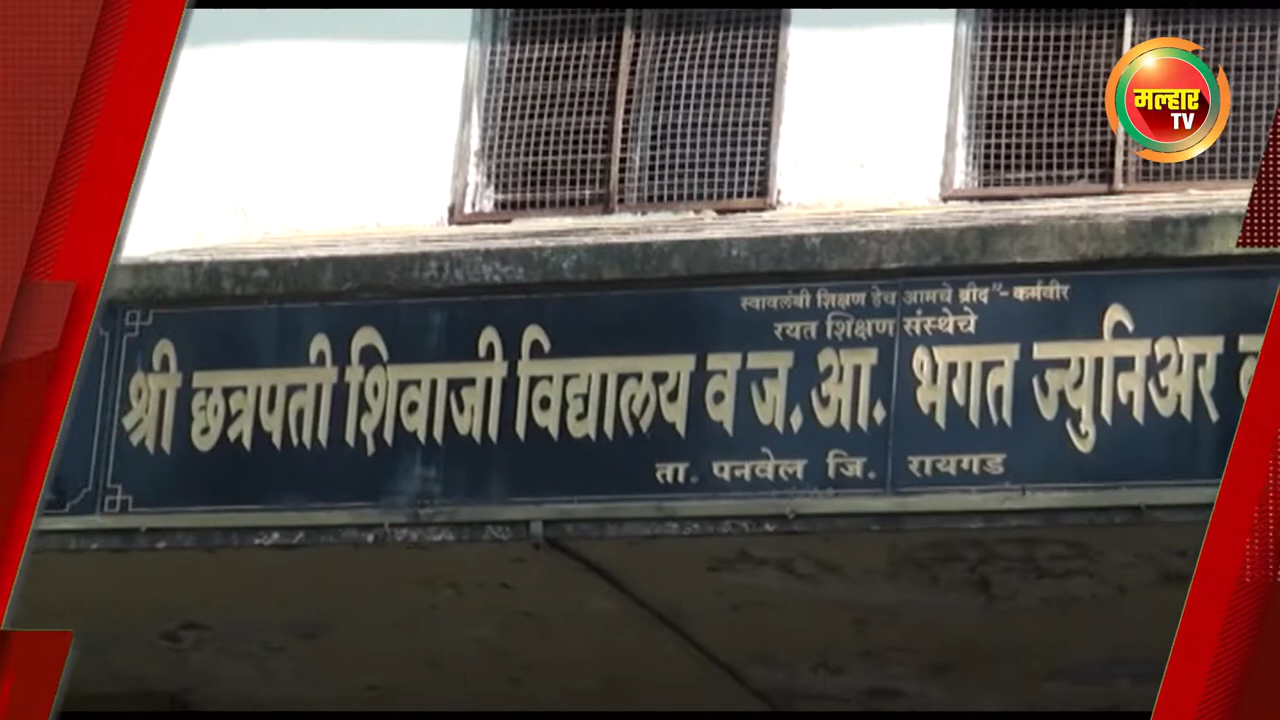 मल्हार
TV
स्वावलंबी शिक्षण हेच आमचे ब्रीद" - कर्मवीर
रयत शिक्षण संस्थेचे
श्री छत्रपती शिवाजी विद्यालय व ज. आ. भगत ज्युनिअर
ता. पनवेल जि. रायगड